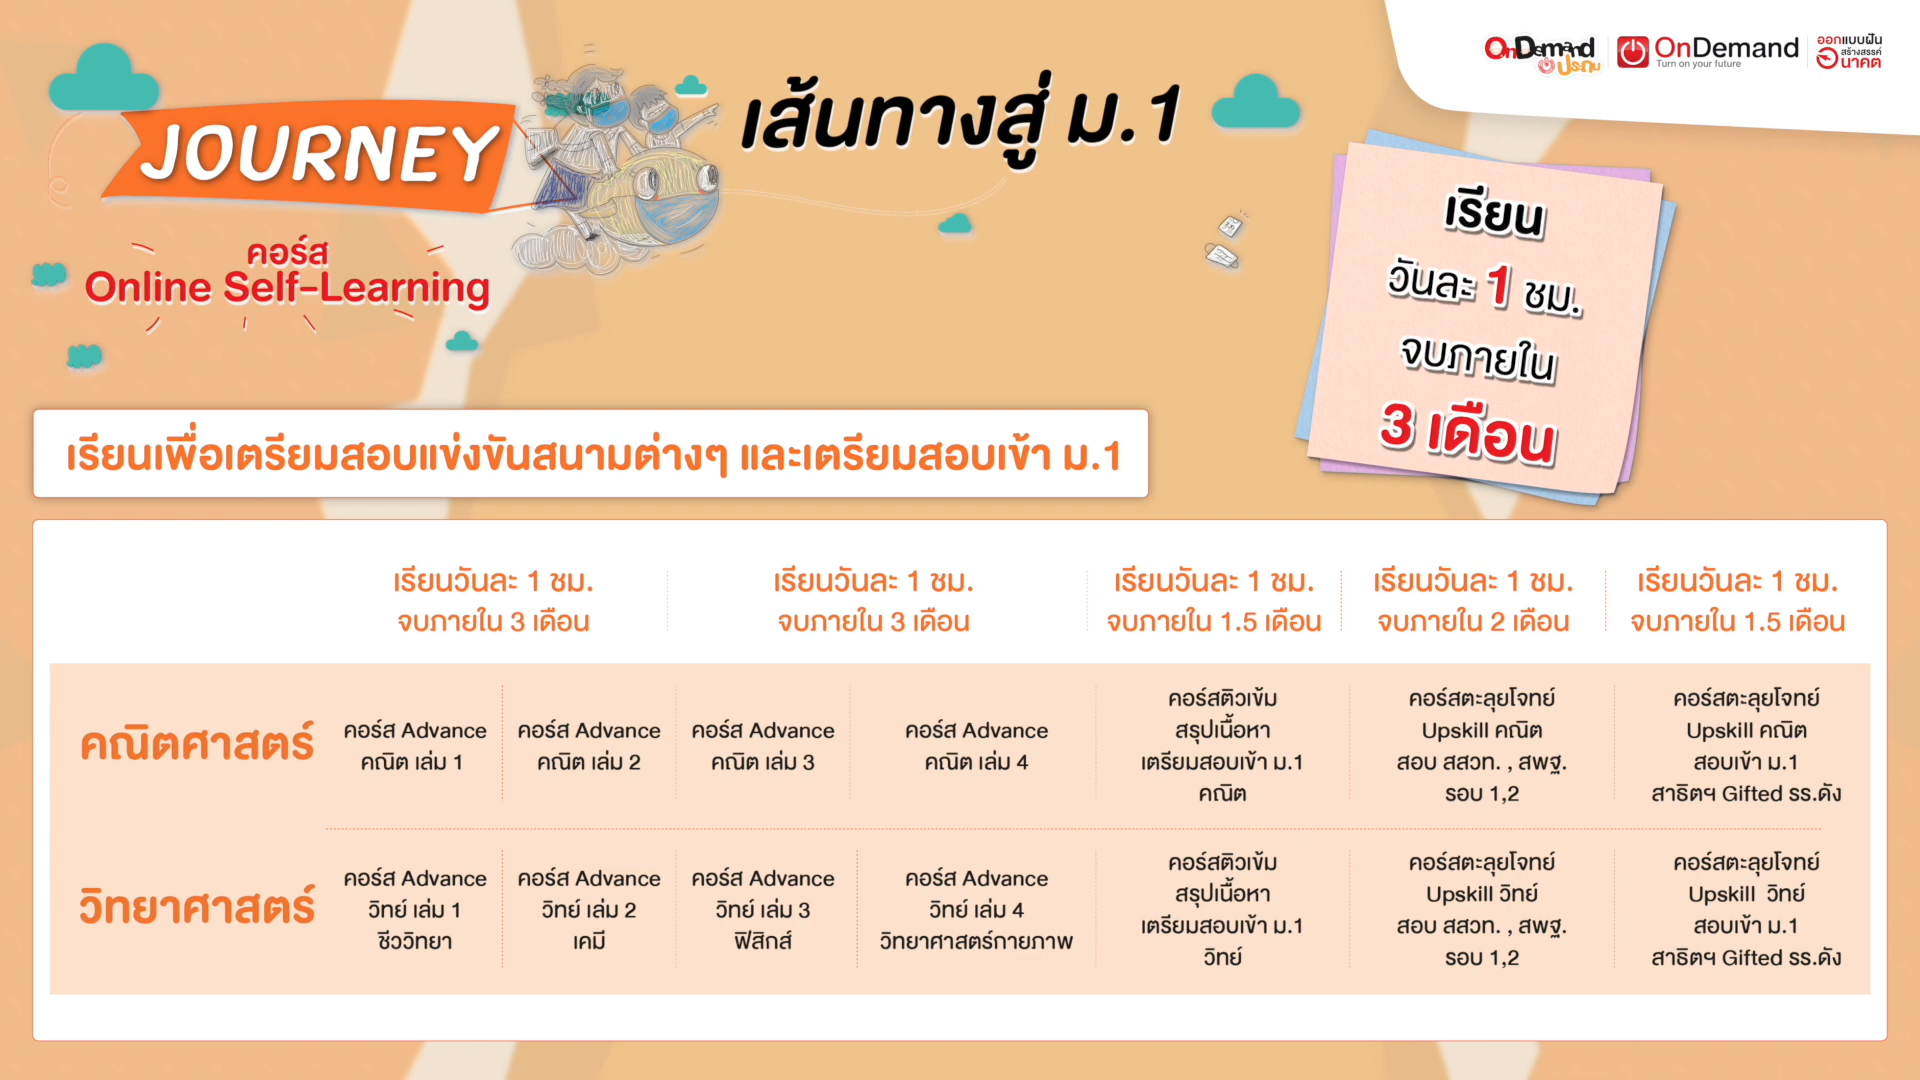 OnDemand
ประถม
OnDemand
Turn on your future
ออกแบบฝัน
สร้างสรรค์
อนาคต
JOURNEY
เส้นทางสู่ ม.1
คอร์ส
Online Self-Learning
เรียน
วันละ 1 ชม.
จบภายใน
3 เดือน
เรียนเพื่อเตรียมสอบแข่งขันสนามต่างๆ และเตรียมสอบเข้า ม.1
เรียนวันละ 1 ชม.
จบภายใน 3 เดือน
เรียนวันละ 1 ชม.
จบภายใน 3 เดือน
เรียนวันละ 1 ชม.
จบภายใน 1.5 เดือน
เรียนวันละ 1 ชม.
จบภายใน 2 เดือน
เรียนวันละ 1 ชม.
จบภายใน 1.5 เดือน
คณิตศาสตร์
คอร์ส Advance
คณิต เล่ม 1
คอร์ส Advance
คณิต เล่ม 2
คอร์ส Advance
คณิต เล่ม 3
คอร์ส Advance
คณิต เล่ม 4
คอร์สติวเข้ม
สรุปเนื้อหา
เตรียมสอบเข้า ม.1
คณิต
คอร์สตะลุยโจทย์
Upskill คณิต
สอบ สสวท. , สพฐ.
รอบ 1,2
คอร์สตะลุยโจทย์
Upskill คณิต
สอบเข้า ม.1
สาธิตฯ Gifted รร.ดัง
วิทยาศาสตร์
คอร์ส Advance
วิทย์ เล่ม 1
ชีววิทยา
คอร์ส Advance
วิทย์ เล่ม 2
เคมี
คอร์ส Advance
วิทย์ เล่ม 3
ฟิสิกส์
คอร์ส Advance
วิทย์ เล่ม 4
วิทยาศาสตร์กายภาพ
คอร์สติวเข้ม
สรุปเนื้อหา
เตรียมสอบเข้า ม.1
วิทย์
คอร์สตะลุยโจทย์
Upskill วิทย์
สอบ สสวท. , สพฐ.
รอบ 1,2
คอร์สตะลุยโจทย์
Upskill วิทย์
สอบเข้า ม.1
สาธิตฯ Gifted รร.ดัง